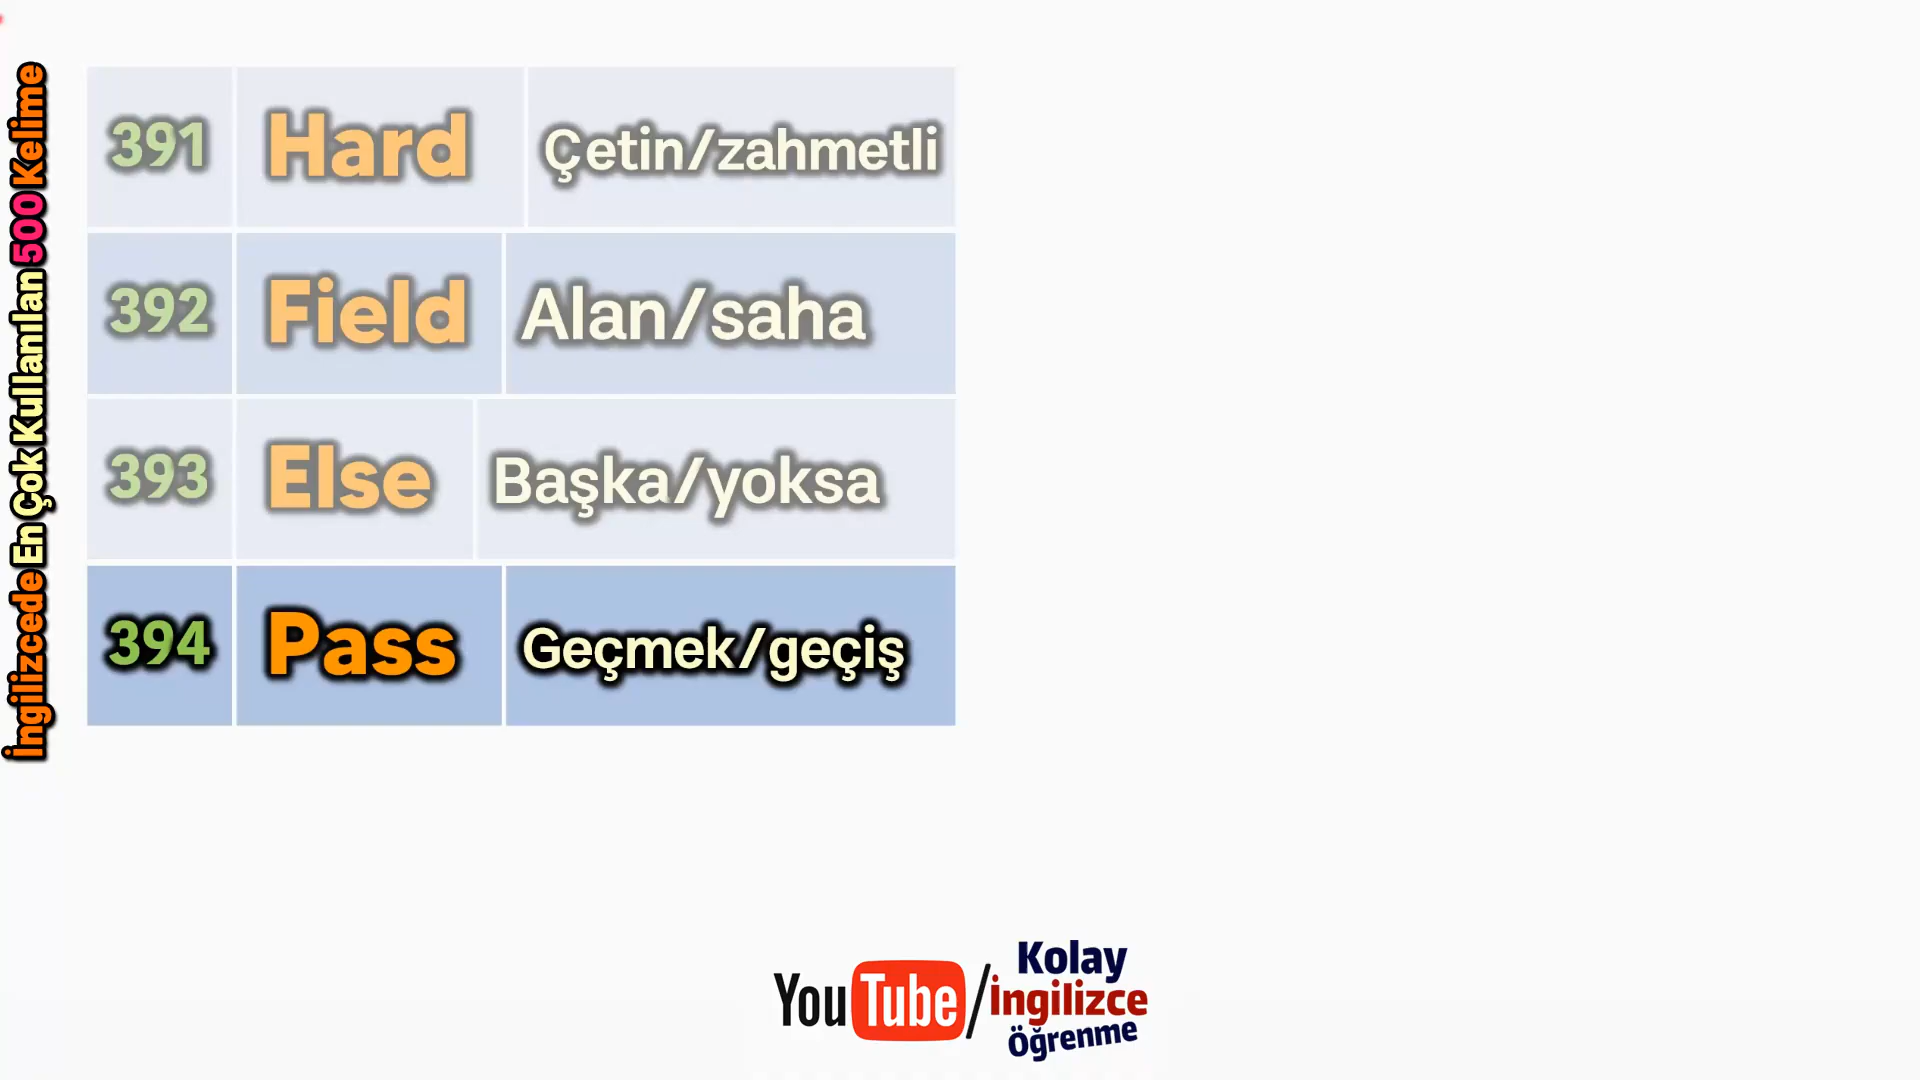 İngilizcede En Çok Kullanılan 500 Kelime
391 Hard Çetin/zahmetli
392 Field Alan/saha
393 Else Başka/yoksa
394 Pass Geçmek/geçiş
YouTube/Kolay
İngilizce
Öğrenme